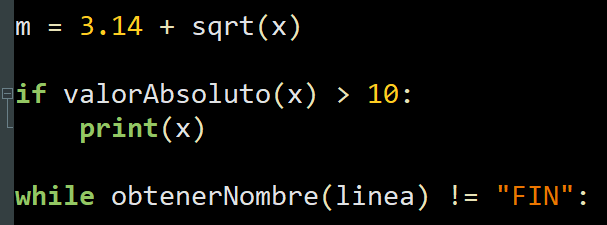 m = 3.14 + sqrt(x)
if valorAbsoluto(x) > 10:
    print(x)
while obtenerNombre(linea) != "FIN":